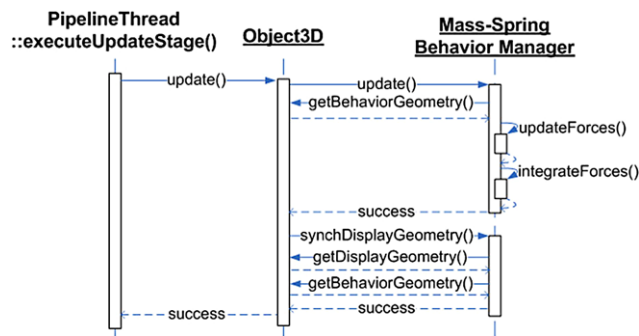 PipelineThread
::executeUpdateStage()
Object3D
Mass-Spring
Behavior Manager
update()
update()
getBehaviorGeometry()
updateForces()
integrateForces()
success
synchDisplayGeometry()
getDisplayGeometry()
getBehaviorGeometry()
success
success